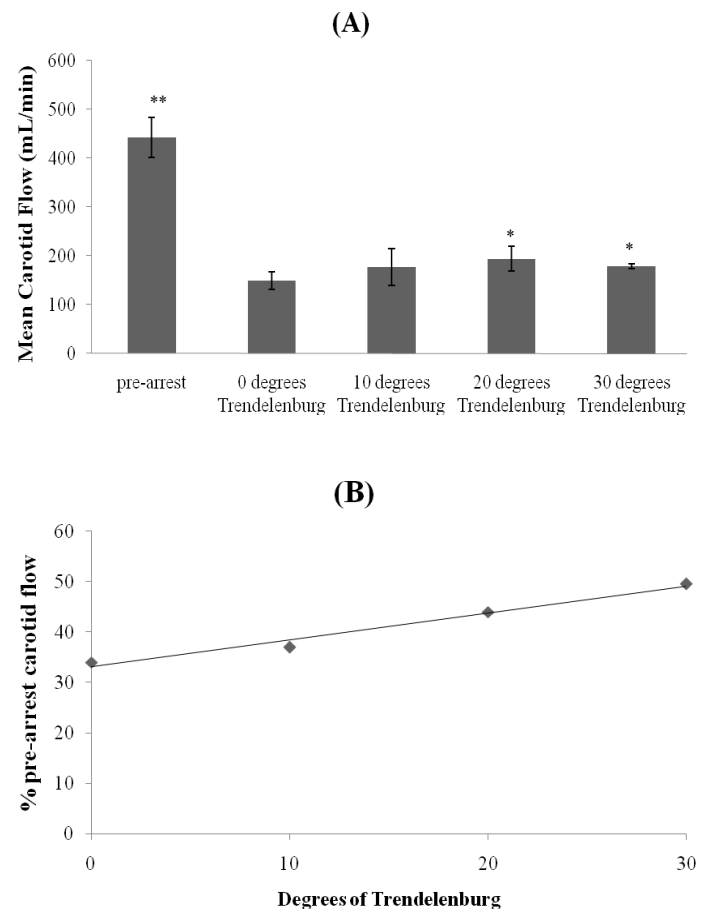 (A)
Mean Carotid Flow (mL/min)
600
500
400
300
200
100
0
**
*
*
pre-arrest
0 degrees
Trendelenburg
10 degrees
Trendelenburg
20 degrees
Trendelenburg
30 degrees
Trendelenburg
(B)
% pre-arrest carotid flow
60
50
40
30
20
10
0
0
10
20
30
Degrees of Trendelenburg